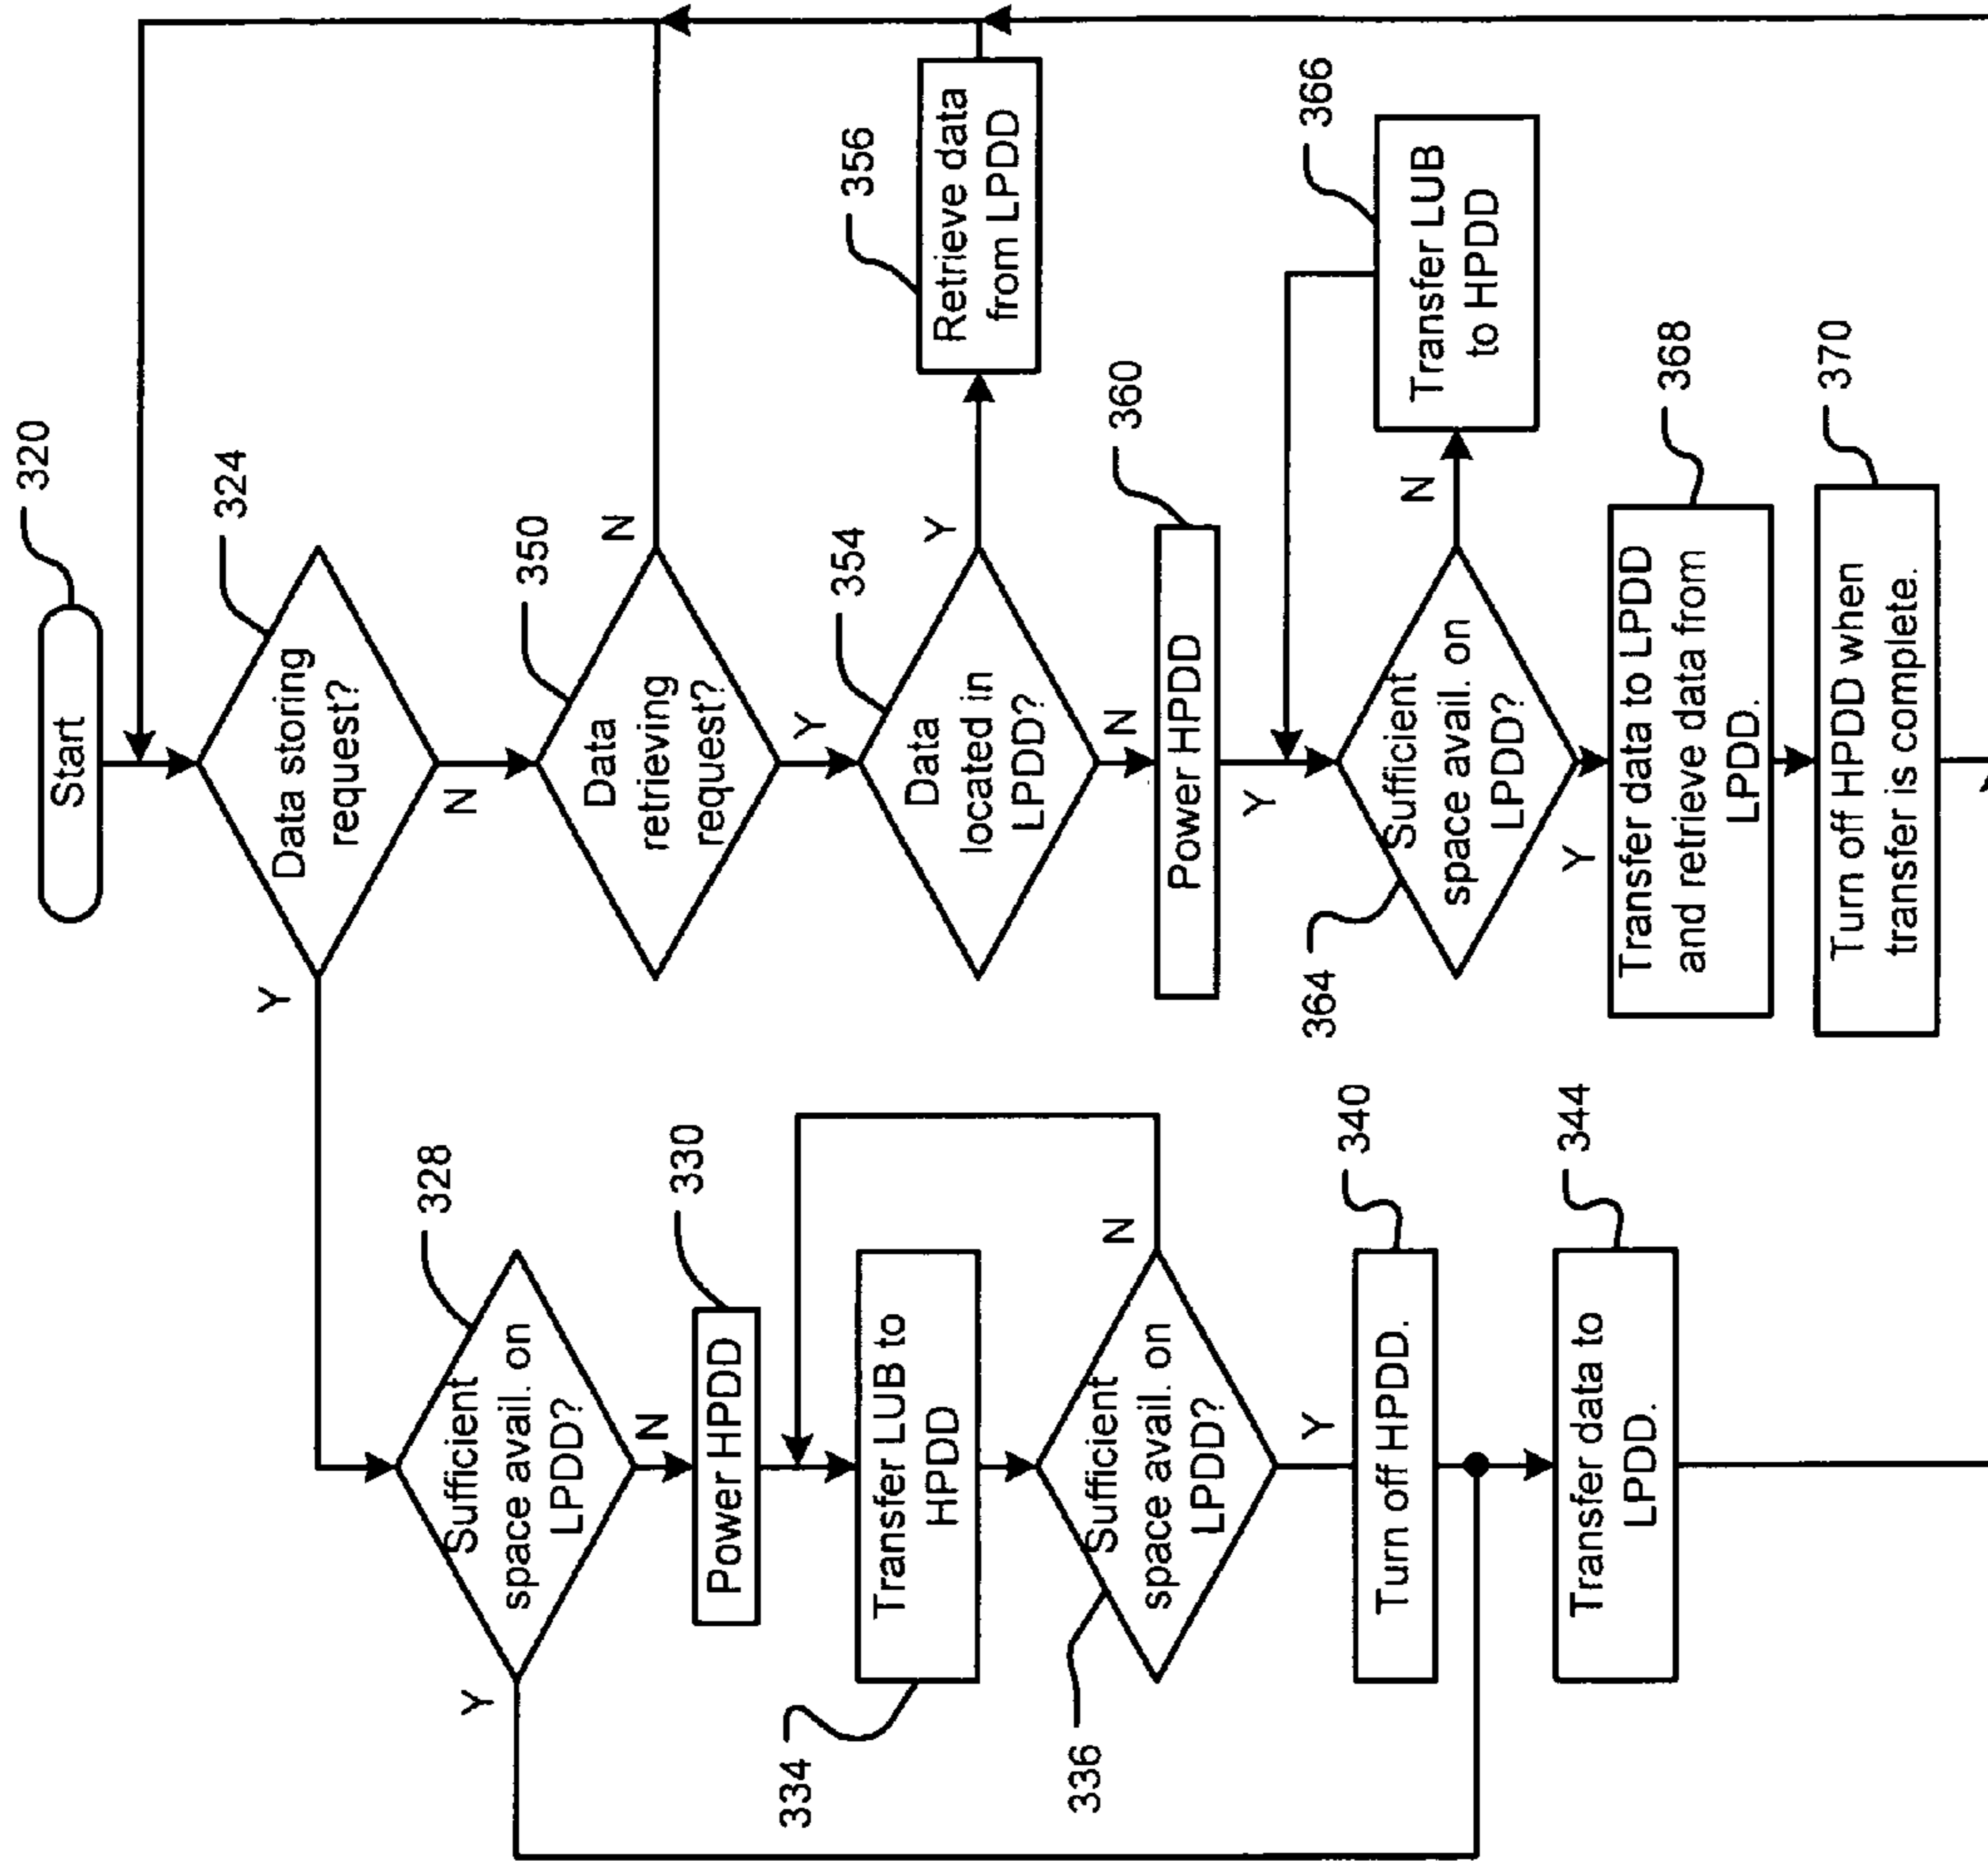 Start
320
324
Data storing
request?
Y
N
328
Sufficient
space avail. on
LPDD?
Y
N
330
Power HPDD
334
Transfer LUB to
HPDD
336
Sufficient
space avail. on
LPDD?
N
Y
340
Turn off HPDD.
344
Transfer data to
LPDD.
350
Data
retrieving
request?
N
Y
354
Data
located in
LPDD?
Y
N
356
Retrieve data
from LPDD
360
Power HPDD
Y
364
Sufficient
space avail. on
LPDD?
N
Y
366
Transfer LUB
to HPDD
368
Transfer data to LPDD
and retrieve data from
LPDD.
370
Turn off HPDD when
transfer is complete.